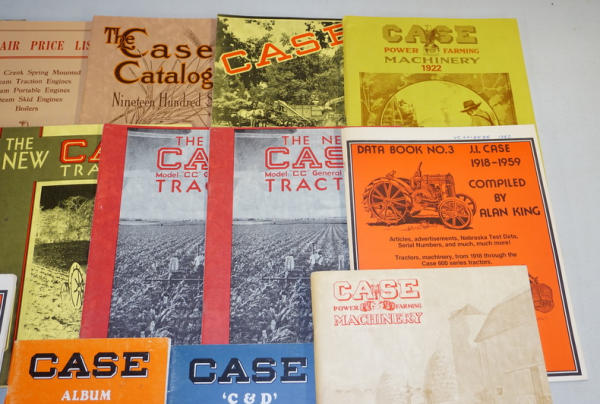 AIR PRICE LIS
Crank Spring Mounted
eam Traction Engines
am Portable Engines
team Skid Engines
Boilers
The
Case
Catalog
Nineteen Hundred S
CASE
CASE
POWER FARMING
MACHINERY
1922
THE
NEW
CA
TRA
THE N
CAS
Model "CC" General
TRACT
THE NE
CAS
Model "CC" General
TRACT
DATA BOOK NO. 3
J.I. CASE
1918-1959
COMPILED
BY
ALAN KING
Articles, advertisements, Nebraska Test Data,
Serial Numbers, and much, much more!
Tractors, machinery, from 1918 through the
Case 600 series tractors.
CASE
POWER FARMING
MACHINERY
CASE
ALBUM
CASE
'C & D'